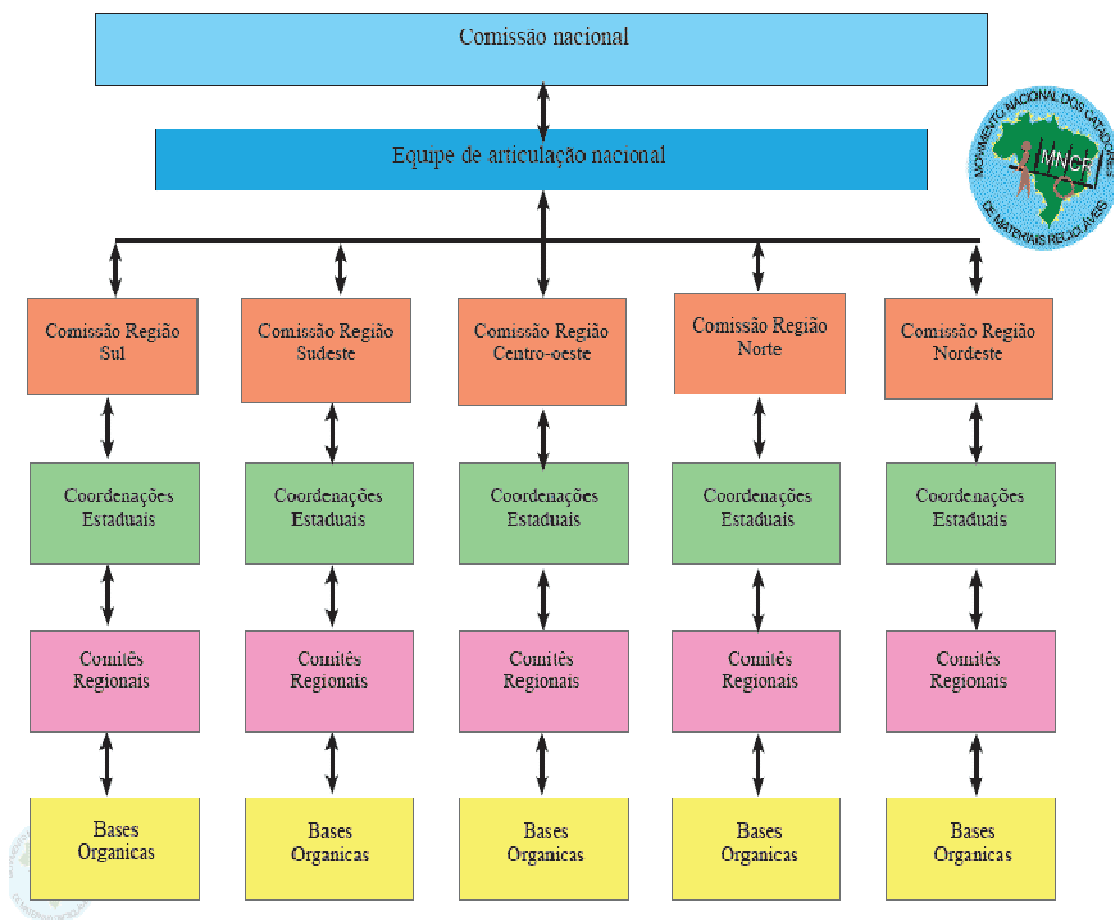 Comissão nacional
Equipe de articulação nacional
MOVIMENTO NACIONAL DOS CATADORES
MNCR
DE MATERIAIS RECICLÁVEIS
Comissão Região
Sul
Comissão Região
Sudeste
Comissão Região
Centro-oeste
Comissão Região
Norte
Comissão Região
Nordeste
Coordenações
Estaduais
Coordenações
Estaduais
Coordenações
Estaduais
Coordenações
Estaduais
Coordenações
Estaduais
Comitês
Regionais
Comitês
Regionais
Comitês
Regionais
Comitês
Regionais
Comitês
Regionais
Bases
Organicas
Bases
Organicas
Bases
Organicas
Bases
Organicas
Bases
Organicas